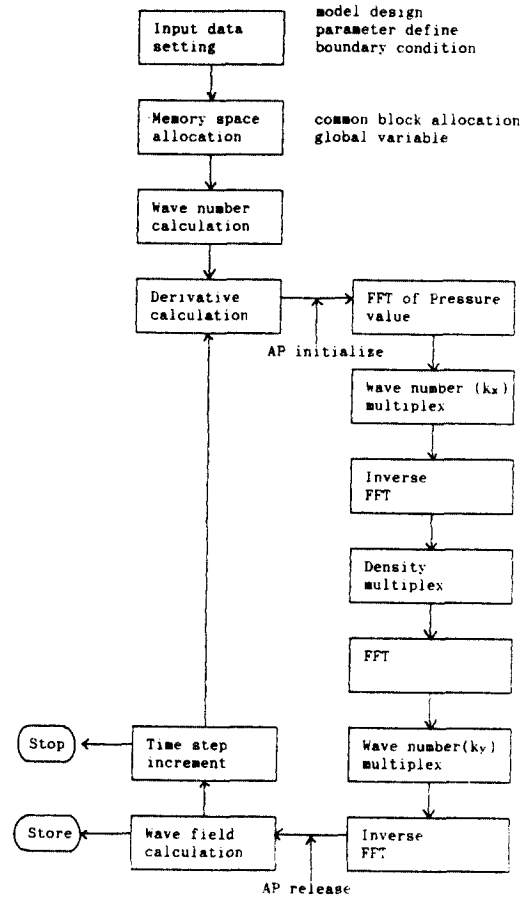 Input data
setting
model design
parameter define
boundary condition
Memory space
allocation
common block allocation
global variable
Wave number
calculation
Derivative
calculation
FFT of Pressure
value
AP initialize
Wave number (kx)
multiplex
Inverse
FFT
Density
multiplex
FFT
Wave number(ky)
multiplex
Stop
Time step
increment
Store
Wave field
calculation
Inverse
FFT
AP release